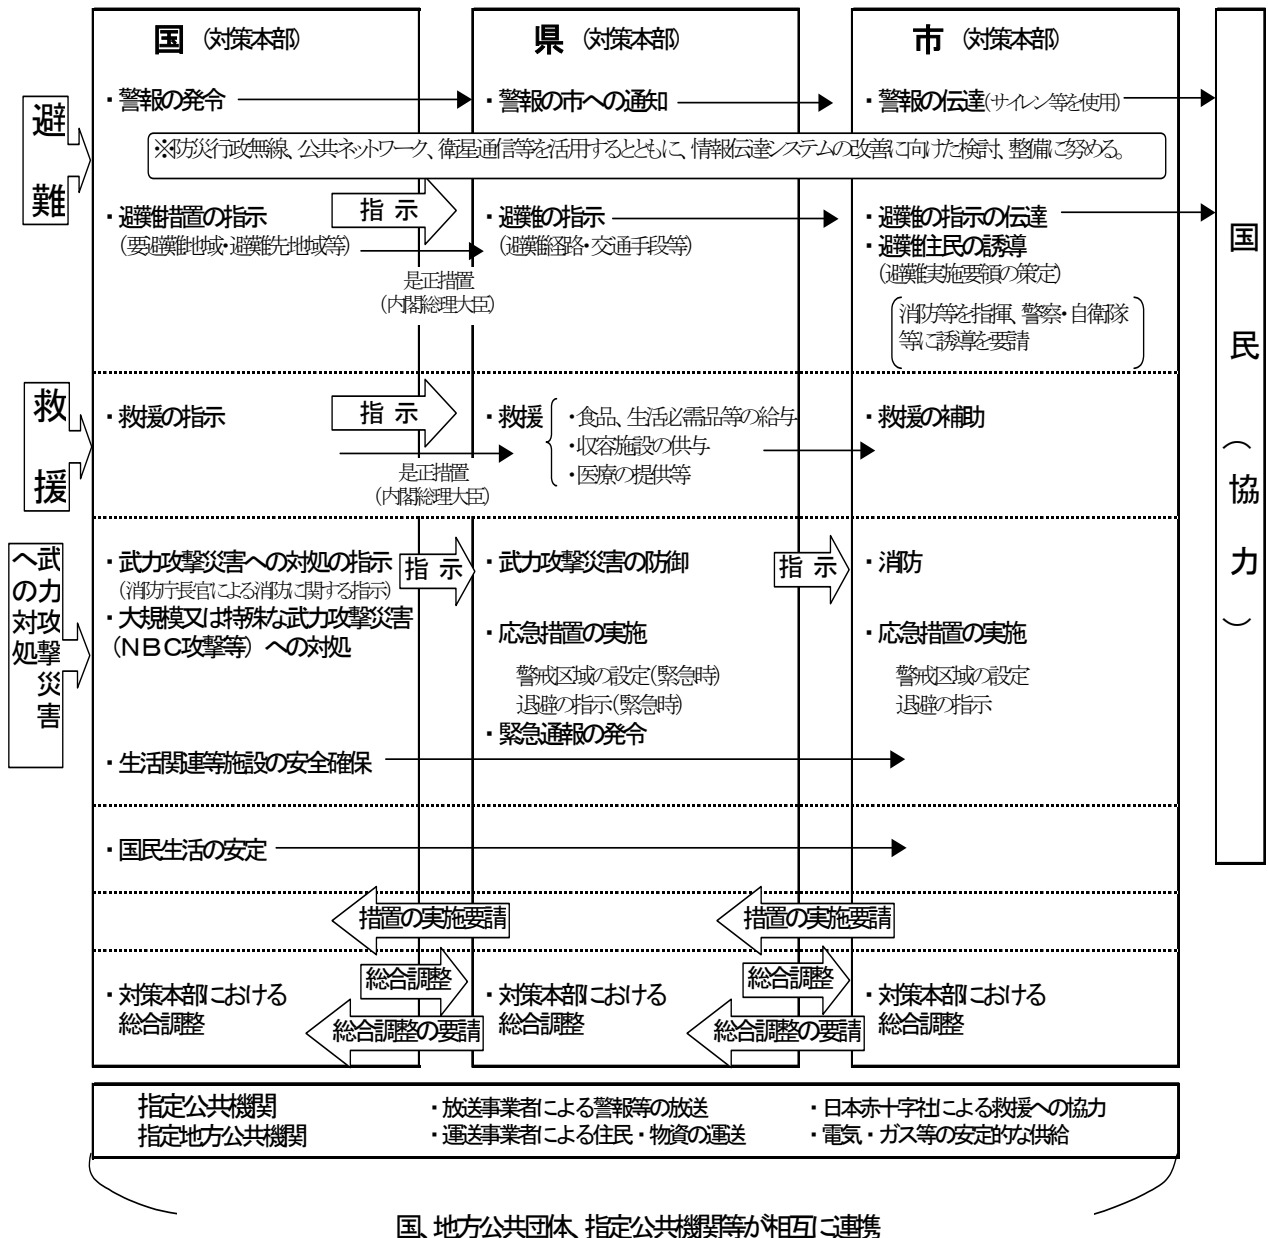 国 (対策本部)
県 (対策本部)
市 (対策本部)
避難
・警報の発令
・警報の市への通知
・警報の伝達(サイレン等を使用)
※防災行政無線、公共ネットワーク、衛星通信等を活用するとともに、情報伝達システムの改善に向けた検討、整備に努める。
・避難措置の指示
(要避難地域・避難先地域等)
指 示
是正措置
(内閣総理大臣)
・避難の指示
(避難経路・交通手段等)
・避難の指示の伝達
・避難住民の誘導
(避難実施要領の策定)
消防等を指揮、警察・自衛隊
等に誘導を要請
国民(協力)
救援
・救援の指示
指 示
是正措置
(内閣総理大臣)
・救援
・食品、生活必需品等の給与
・収容施設の供与
・医療の提供等
・救援の補助
武力攻撃災害
への対処
・武力攻撃災害への対処の指示
(消防庁長官による消防に関する指示)
・大規模又は特殊な武力攻撃災害
(NBC攻撃等)への対処
指 示
・武力攻撃災害の防御
・応急措置の実施
警戒区域の設定(緊急時)
退避の指示(緊急時)
・緊急通報の発令
指 示
・消防
・応急措置の実施
警戒区域の設定
退避の指示
・生活関連等施設の安全確保
・国民生活の安定
措置の実施要請
措置の実施要請
・対策本部における
総合調整
総合調整
総合調整の要請
・対策本部における
総合調整
総合調整
総合調整の要請
・対策本部における
総合調整
指定公共機関
指定地方公共機関
・放送事業者による警報等の放送
・運送事業者による住民・物資の運送
・日本赤十字社による救援への協力
・電気・ガス等の安定的な供給
国、地方公共団体、指定公共機関等が相互に連携